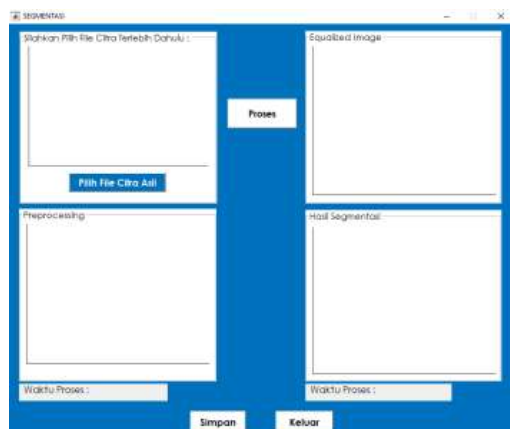 SEGMENTASI
Silahkan Pilih File Citra Terlebih Dahulu :
Equalized Image
Proses
Pilih File Citra Asli
Preprocessing
Hasil Segmentasi
Waktu Proses :
Waktu Proses :
Simpan
Keluar